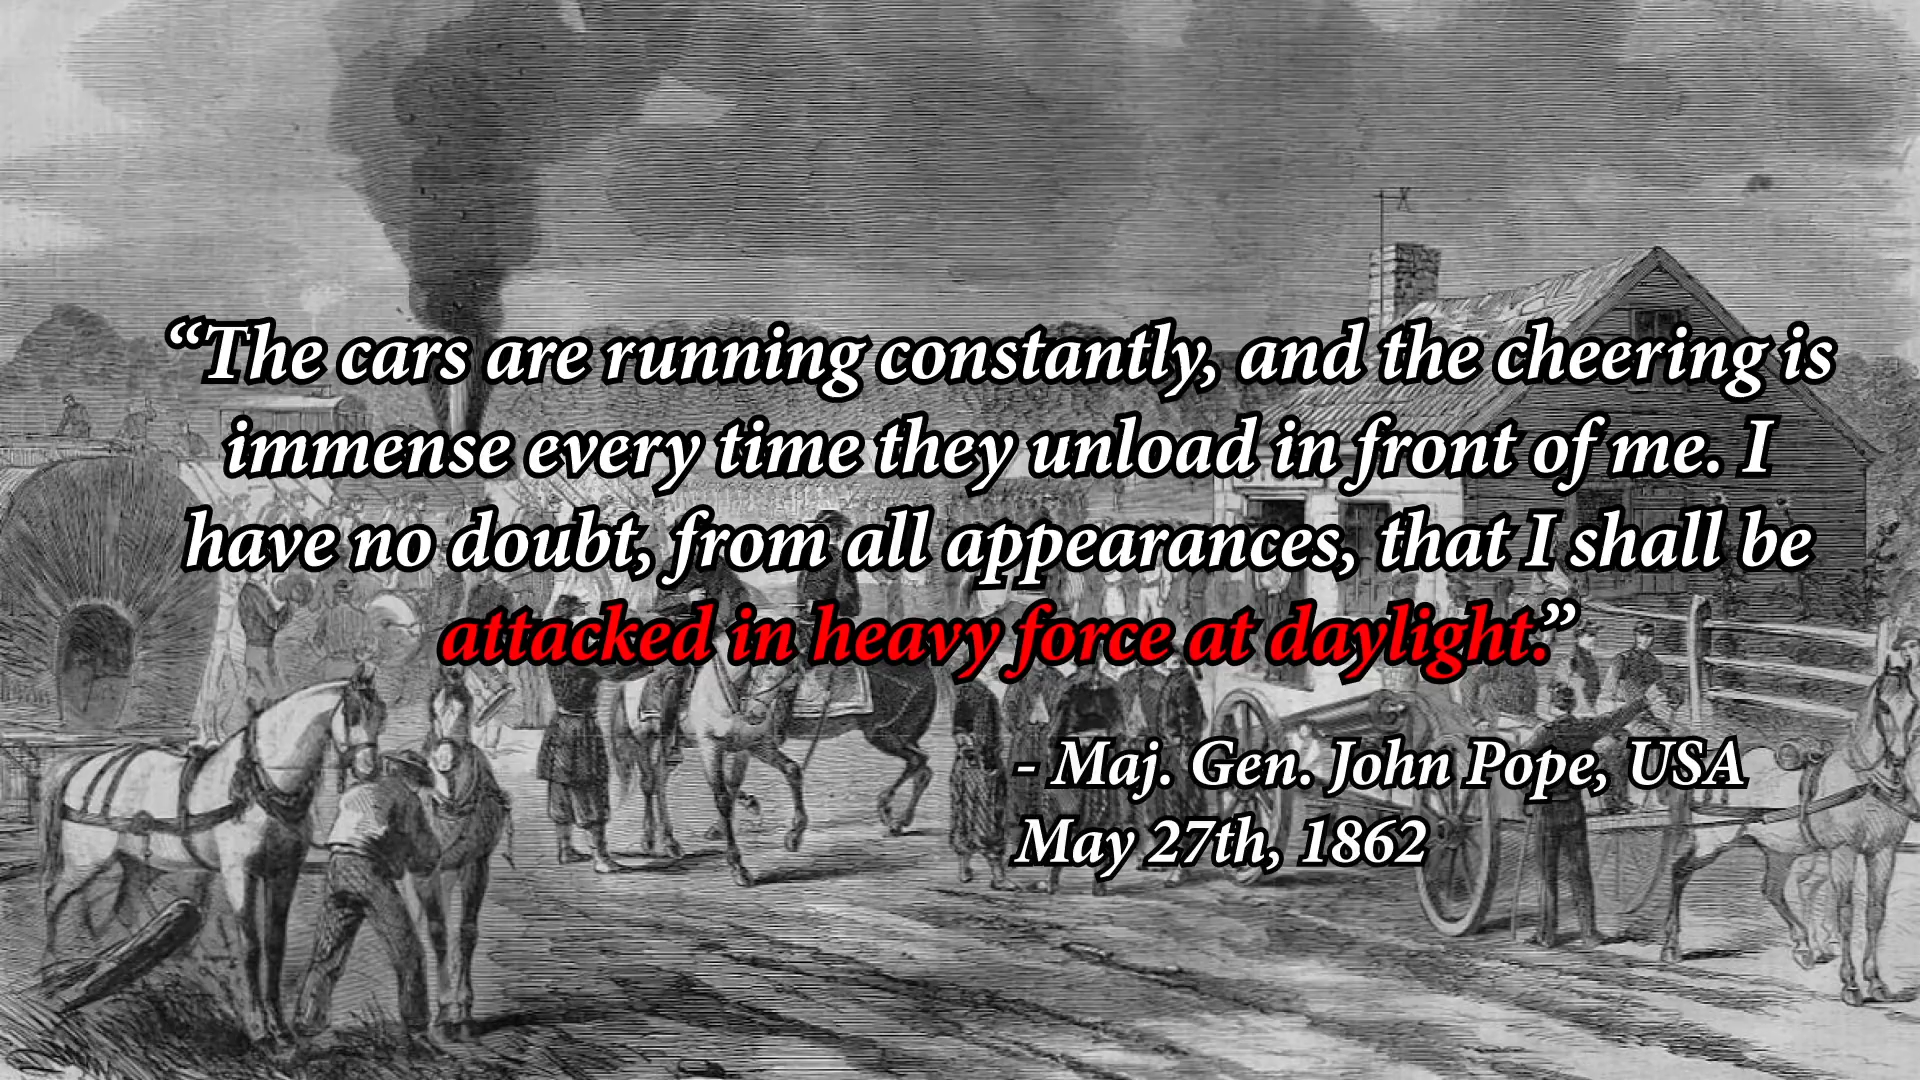 “The cars are running constantly, and the cheering is
immense every time they unload in front of me. I
have no doubt, from all appearances, that I shall be
attacked in heavy force at daylight.”
- Maj. Gen. John Pope, USA
May 27th, 1862